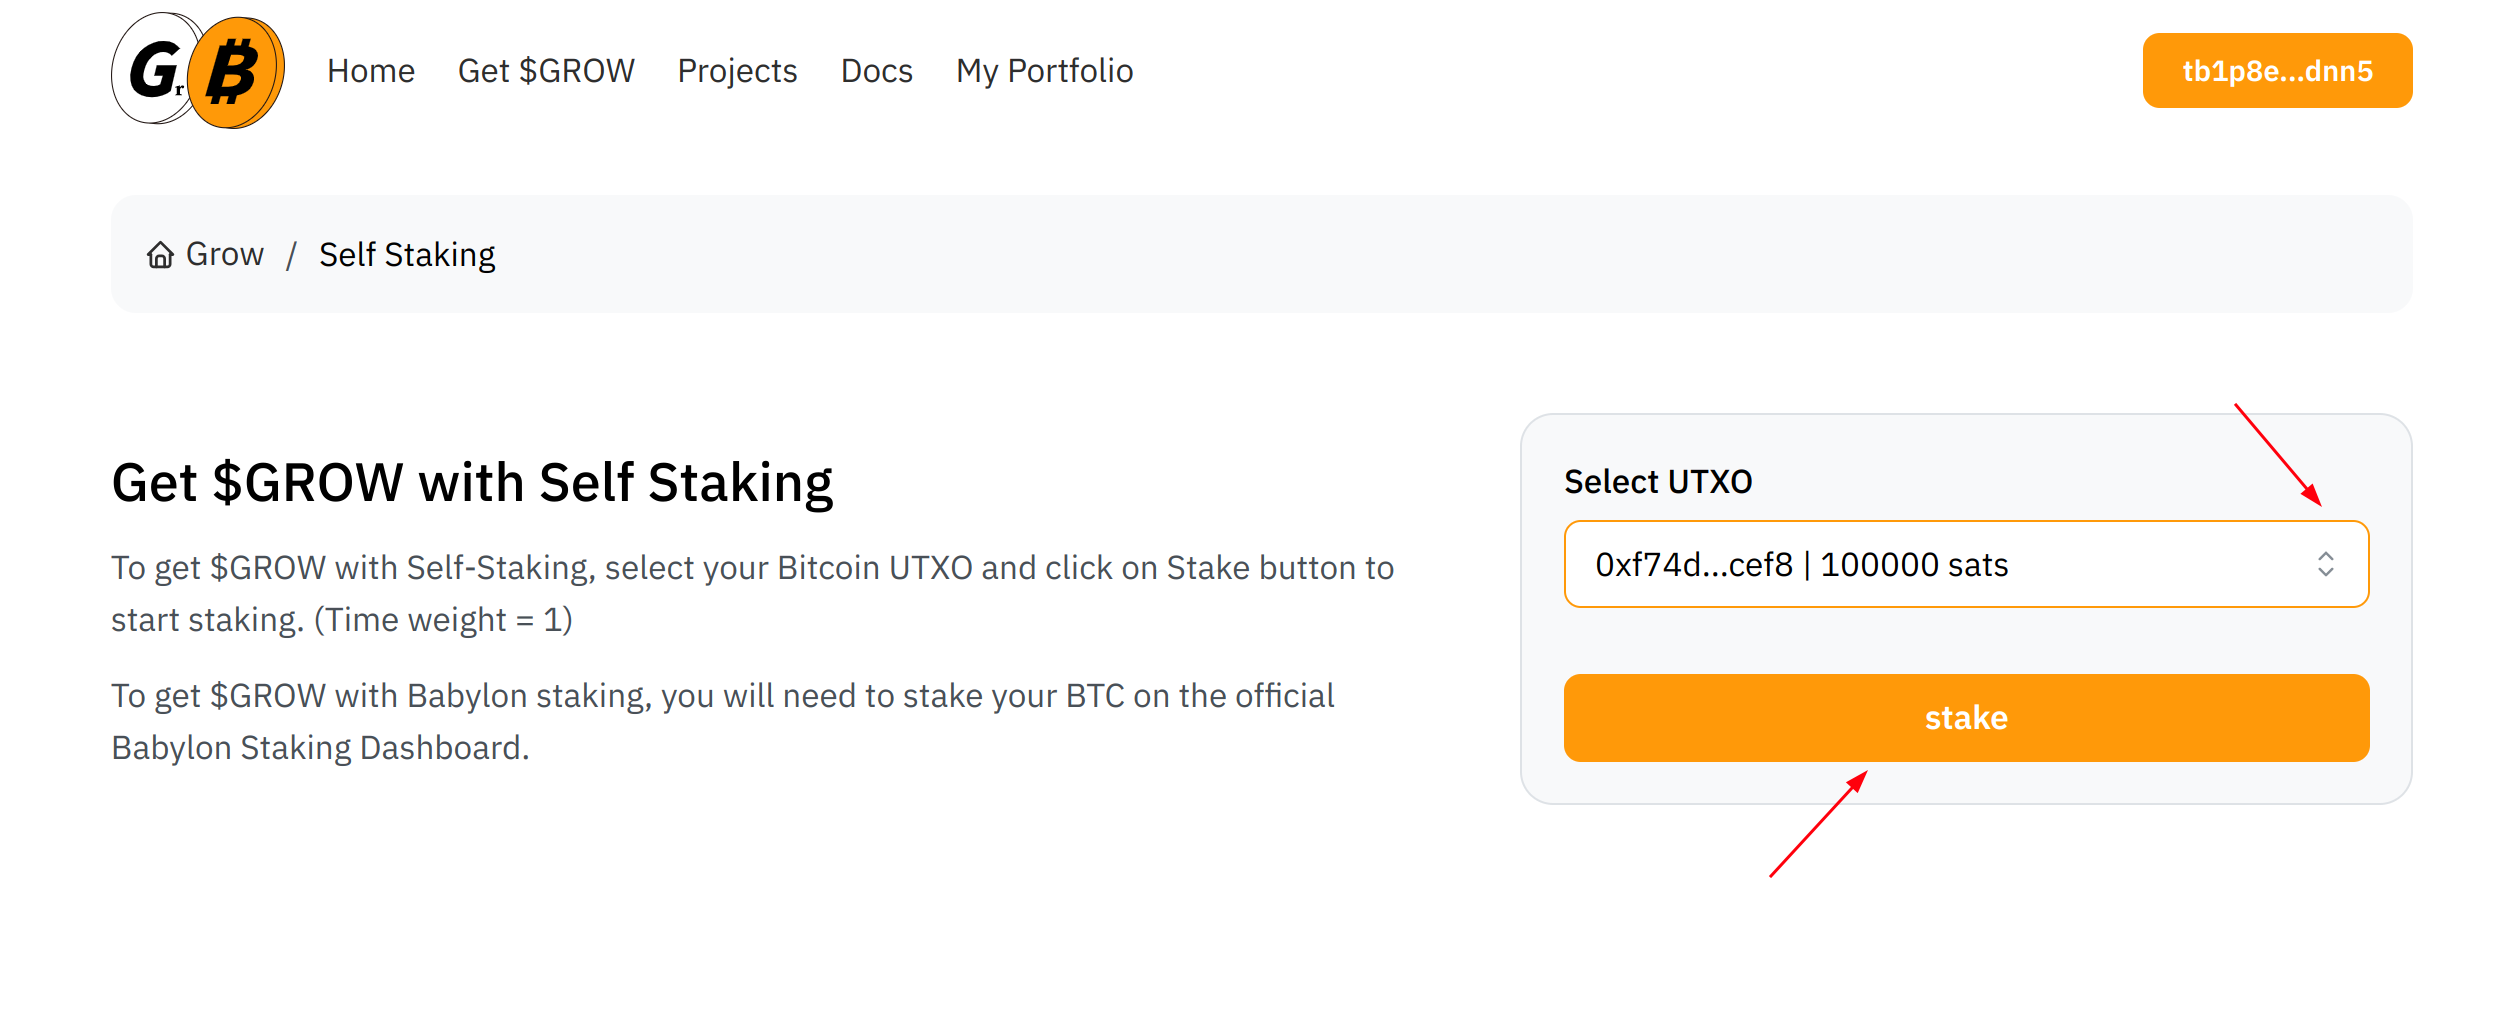 Gr
Home Get $GROW Projects Docs My Portfolio
tb1p8e...dnn5
Grow / Self Staking
Get $GROW with Self Staking
To get $GROW with Self-Staking, select your Bitcoin UTXO and click on Stake button to
start staking. (Time weight = 1)
To get $GROW with Babylon staking, you will need to stake your BTC on the official
Babylon Staking Dashboard.
Select UTXO
0xf74d...cef8 | 100000 sats
stake